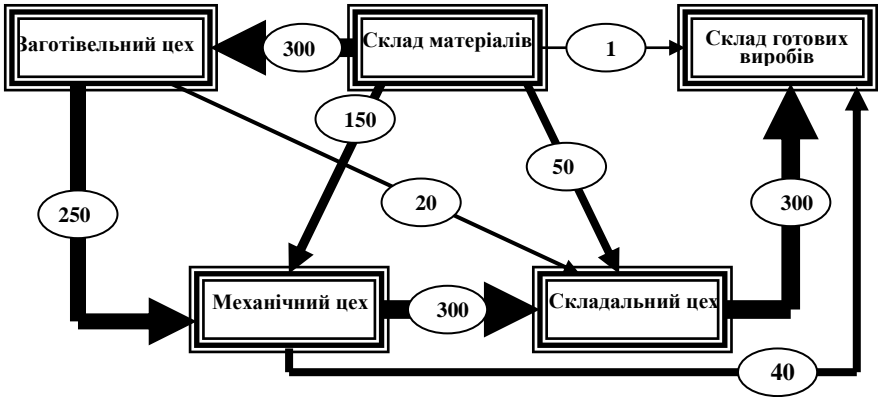 Заготівельний цех
300
Склад матеріалів
1
Склад готових
виробів
150
50
250
20
300
Механічний цех
300
Складальний цех
40